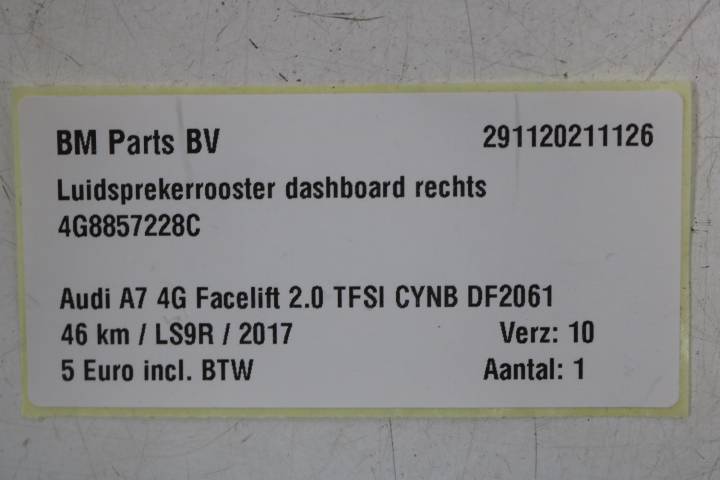 BM Parts BV 291120211126
Luidsprekerrooster dashboard rechts
4G8857228C
Audi A7 4G Facelift 2.0 TFSI CYNB DF2061
46 km / LS9R / 2017 Verz: 10
5 Euro incl. BTW Aantal: 1